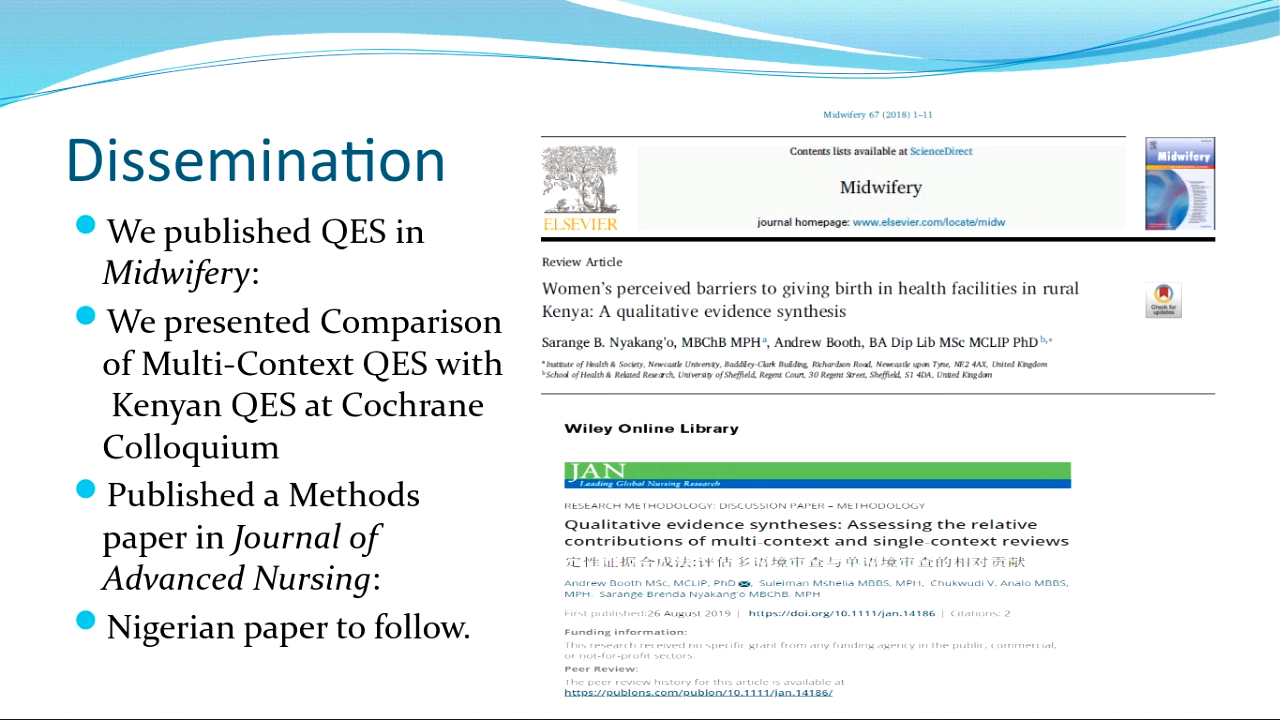 Dissemination
We published QES in
Midwifery:
We presented Comparison
of Multi-Context QES with
Kenyan QES at Cochrane
Colloquium
Published a Methods
paper in Journal of
Advanced Nursing:
Nigerian paper to follow.
Midwifery 67 (2018) 1–11
Contents lists available at ScienceDirect
Midwifery
journal homepage: www.elsevier.com/locate/midw
ELSEVIER
Midwifery
Review Article
Women's perceived barriers to giving birth in health facilities in rural
Kenya: A qualitative evidence synthesis
Check for
updates
Sarange B. Nyakang'o, MBChB MPH a, Andrew Booth, BA Dip Lib MSc MCLIP PhD b,*
a Institute of Health & Society, Newcastle University, Baddiley-Clark Building, Richardson Road, Newcastle upon Tyne, NE2 4AX, United Kingdom
b School of Health & Related Research, University of Sheffield, Regent Court, 30 Regent Street, Sheffield, S1 4DA, United Kingdom
Wiley Online Library
JAN
Leading Global Nursing Research
RESEARCH METHODOLOGY: DISCUSSION PAPER – METHODOLOGY
Qualitative evidence syntheses: Assessing the relative
contributions of multi-context and single-context reviews
定性证据合成法:评估多语境审查与单语境审查的相对贡献
Andrew Booth MSc, MCLIP, PhD, Suleiman Mshelia MBBS, MPH, Chukwudi V. Analo MBBS,
MPH, Sarange Brenda Nyakang'o MBChB, MPH
First published:26 August 2019 | https://doi.org/10.1111/jan.14186 | Citations: 2
Funding information:
This research received no specific grant from any funding agency in the public, commercial,
or not-for-profit sectors.
Peer Review:
The peer review history for this article is available at
https://publons.com/publon/10.1111/jan.14186/